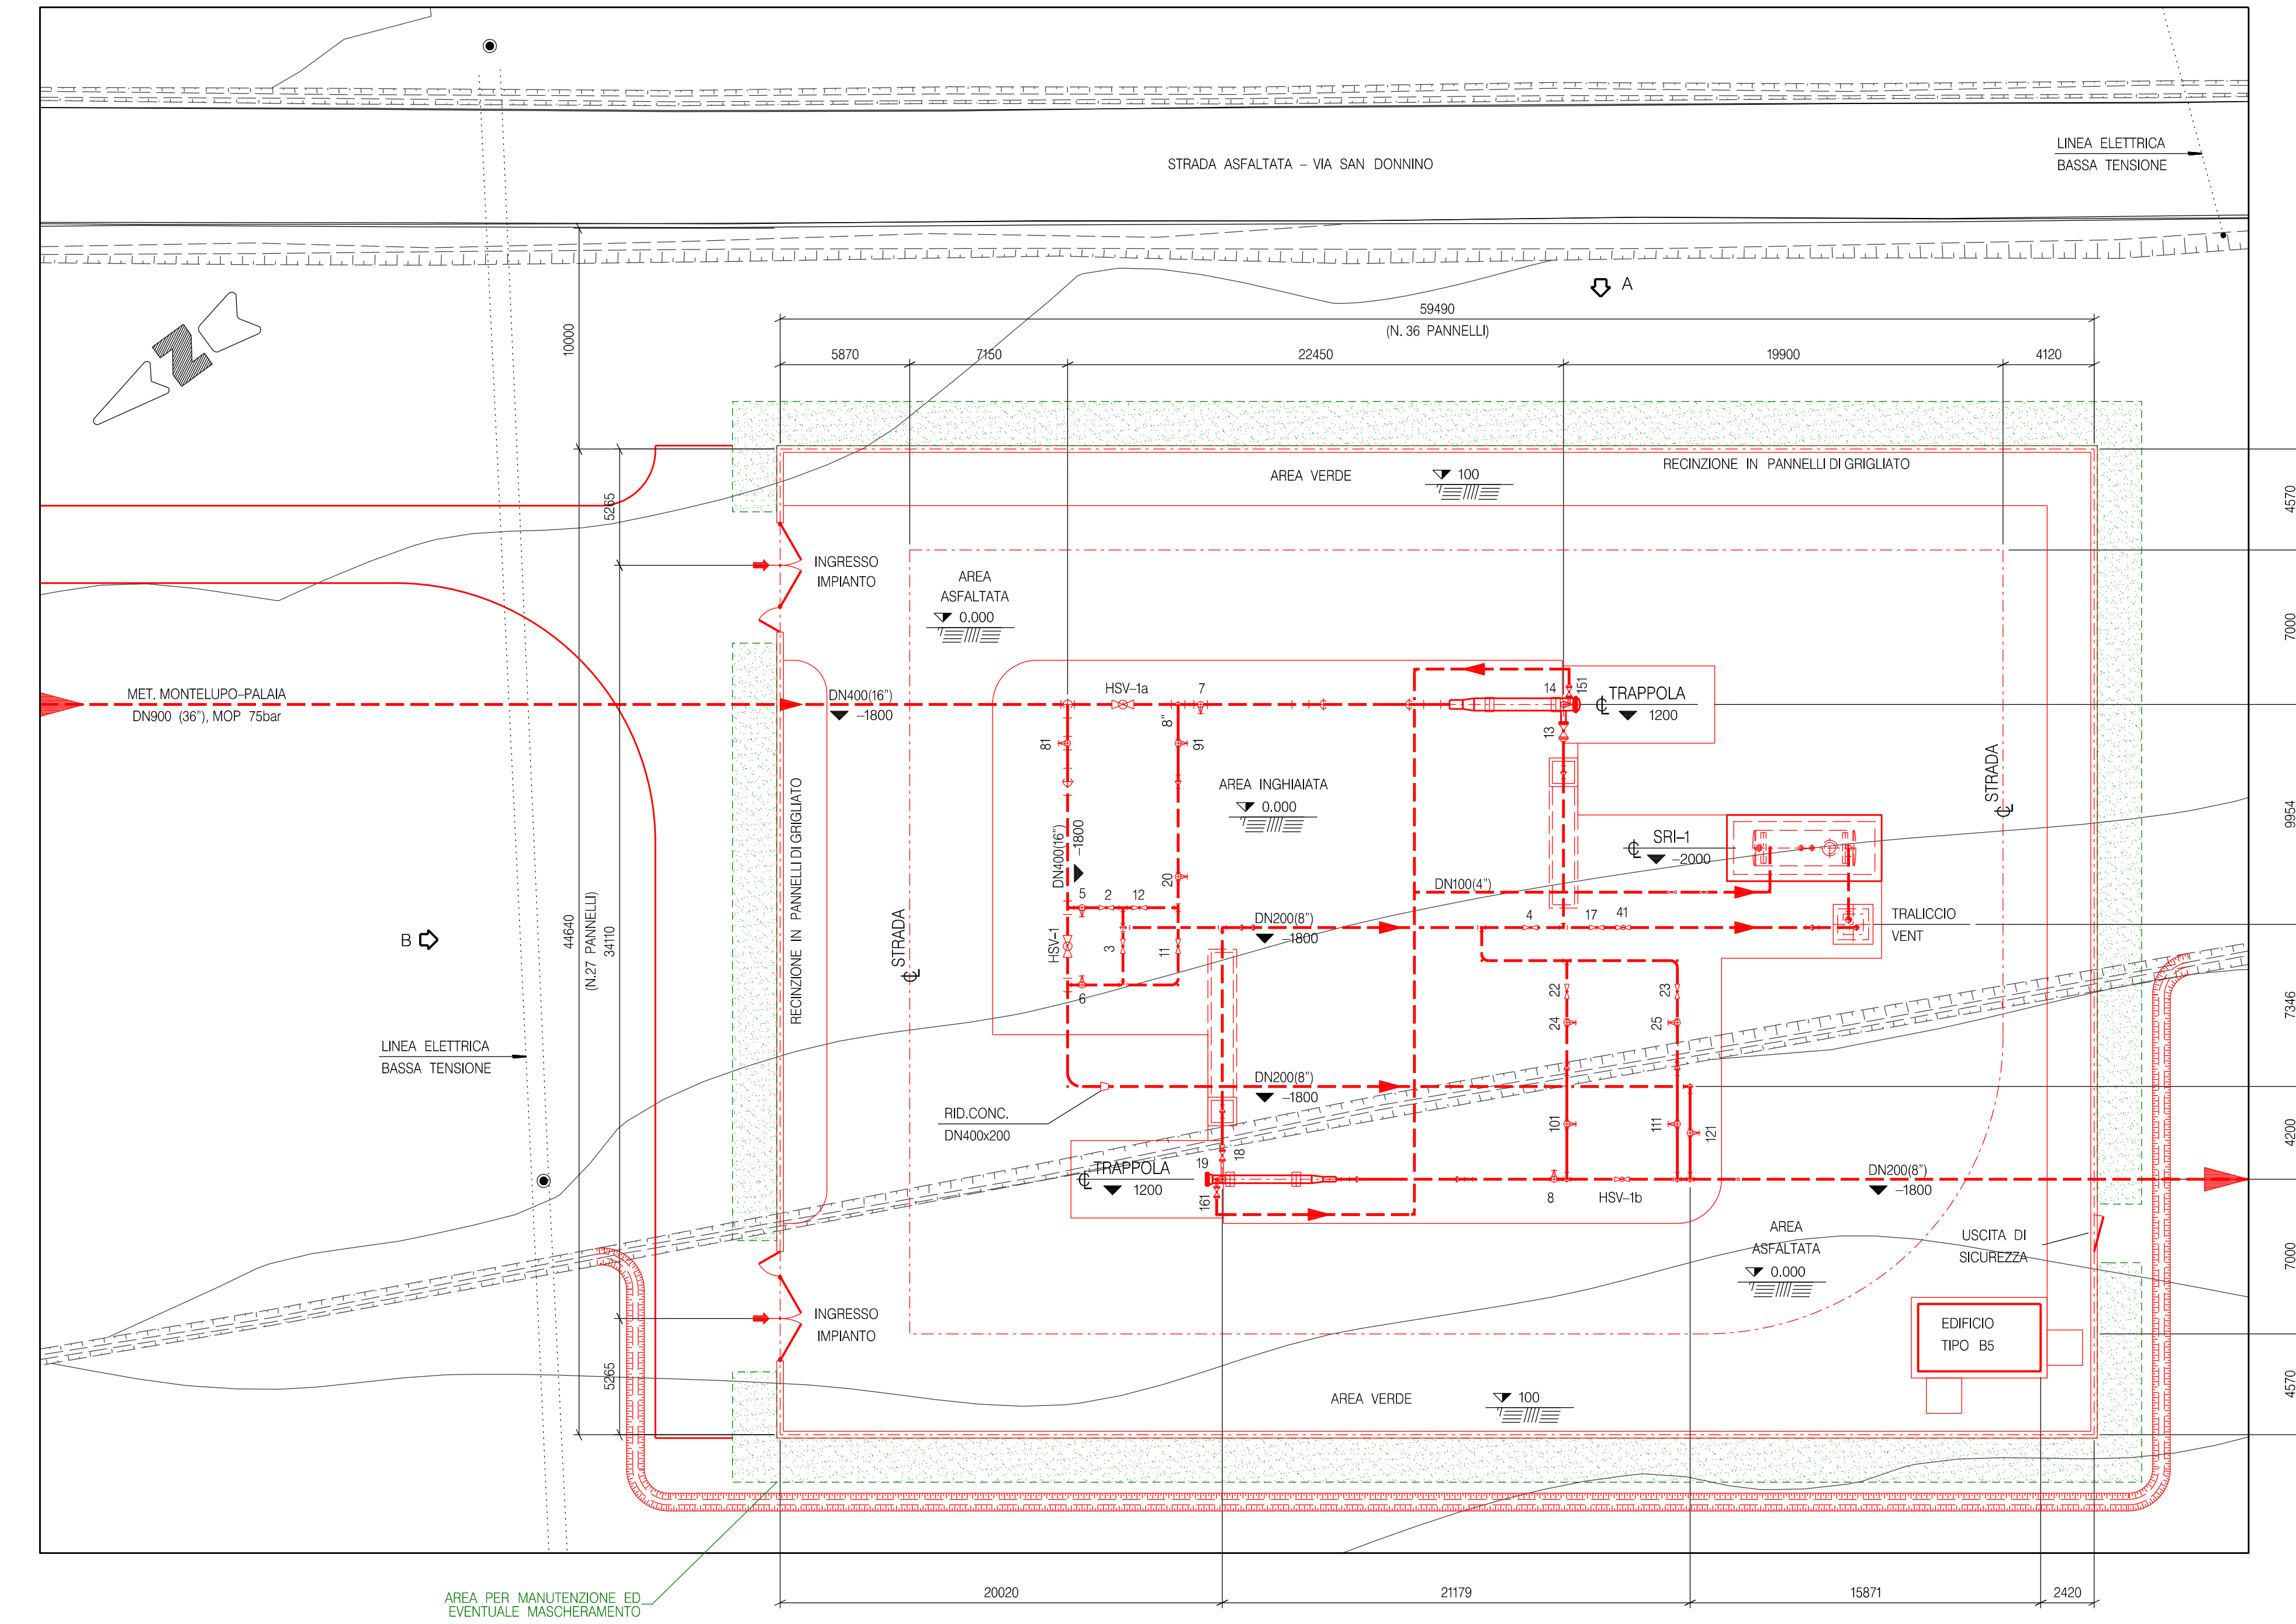 LINEA ELETTRICA
BASSA TENSIONE
STRADA ASFALTATA – VIA SAN DONNINO
A
59490
(N. 36 PANNELLI)
5870
7150
22450
19900
4120
10000
N
5265
AREA VERDE
100
RECINZIONE IN PANNELLI DI GRIGLIATO
4570
INGRESSO
IMPIANTO
AREA
ASFALTATA
0.000
7000
MET. MONTELUPO–PALAIA
DN900 (36"), MOP 75bar
DN400(16")
–1800
HSV–1a
7
14
151
TRAPPOLA
1200
81
8"
91
13
STRADA
RECINZIONE IN PANNELLI DI GRIGLIATO
AREA INGHIAIATA
0.000
9954
DN400(16")
–1800
SRI–1
–2000
20
DN100(4")
5
2
12
DN200(8")
–1800
4
17
41
TRALICCIO
VENT
B
44640
(N.27 PANNELLI)
34110
STRADA
HSV–1
3
11
6
22
23
24
25
7346
LINEA ELETTRICA
BASSA TENSIONE
DN200(8")
–1800
RID.CONC.
DN400x200
101
111
121
4200
TRAPPOLA
1200
19
18
161
8
HSV–1b
DN200(8")
–1800
AREA
ASFALTATA
0.000
USCITA DI
SICUREZZA
7000
INGRESSO
IMPIANTO
EDIFICIO
TIPO B5
5265
AREA VERDE
100
4570
AREA PER MANUTENZIONE ED
EVENTUALE MASCHERAMENTO
20020
21179
15871
2420